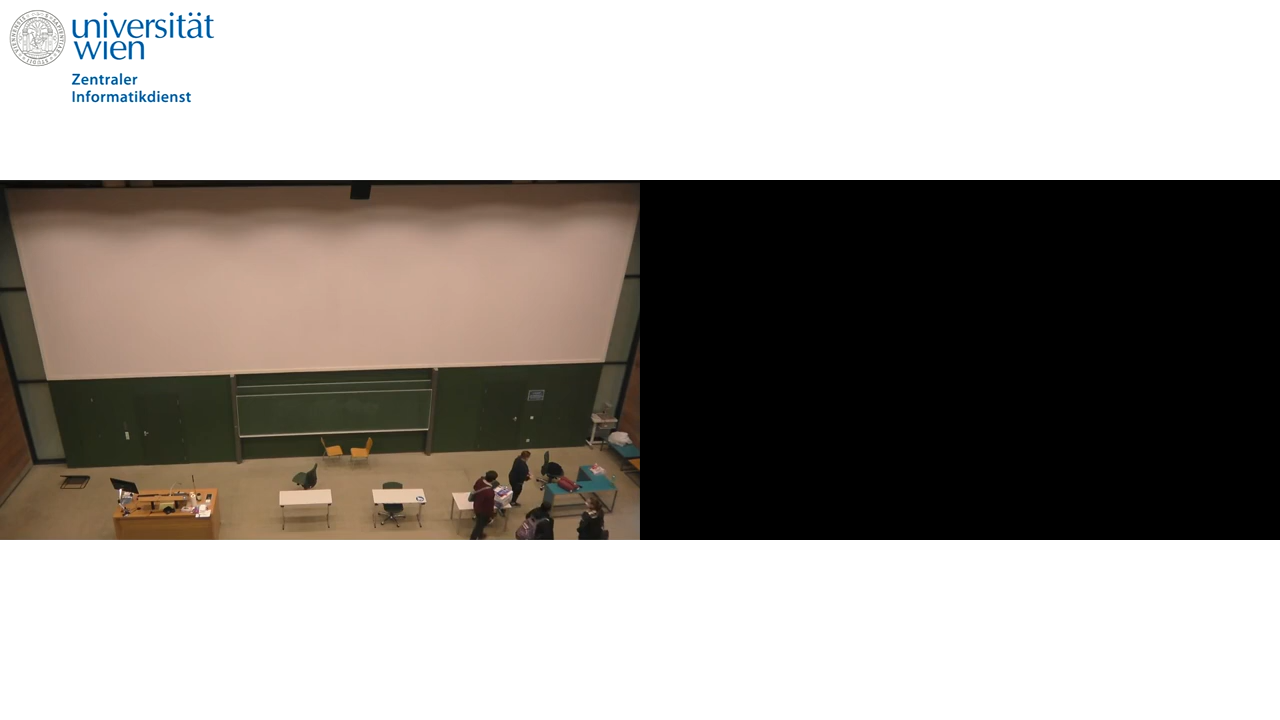 universität
wien
Zentraler
Informatikdienst